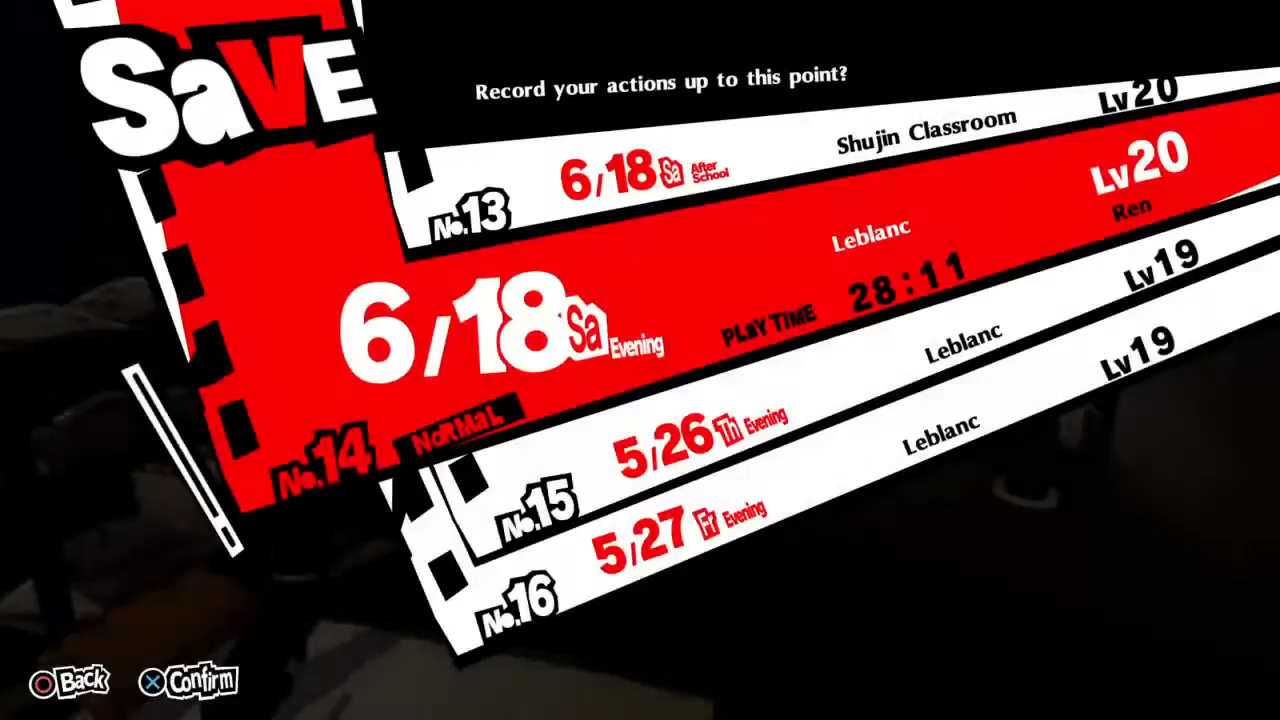 SaVE
Record your actions up to this point?
No.13 6/18 Sa After School Shujin Classroom Lv20
No.14 6/18 Sa Evening Leblanc Lv20
NoRMaL PLaY TiME 28:11 Ren
No.15 5/26 Th Evening Leblanc Lv19
No.16 5/27 Fr Evening Leblanc Lv19
Back Confirm